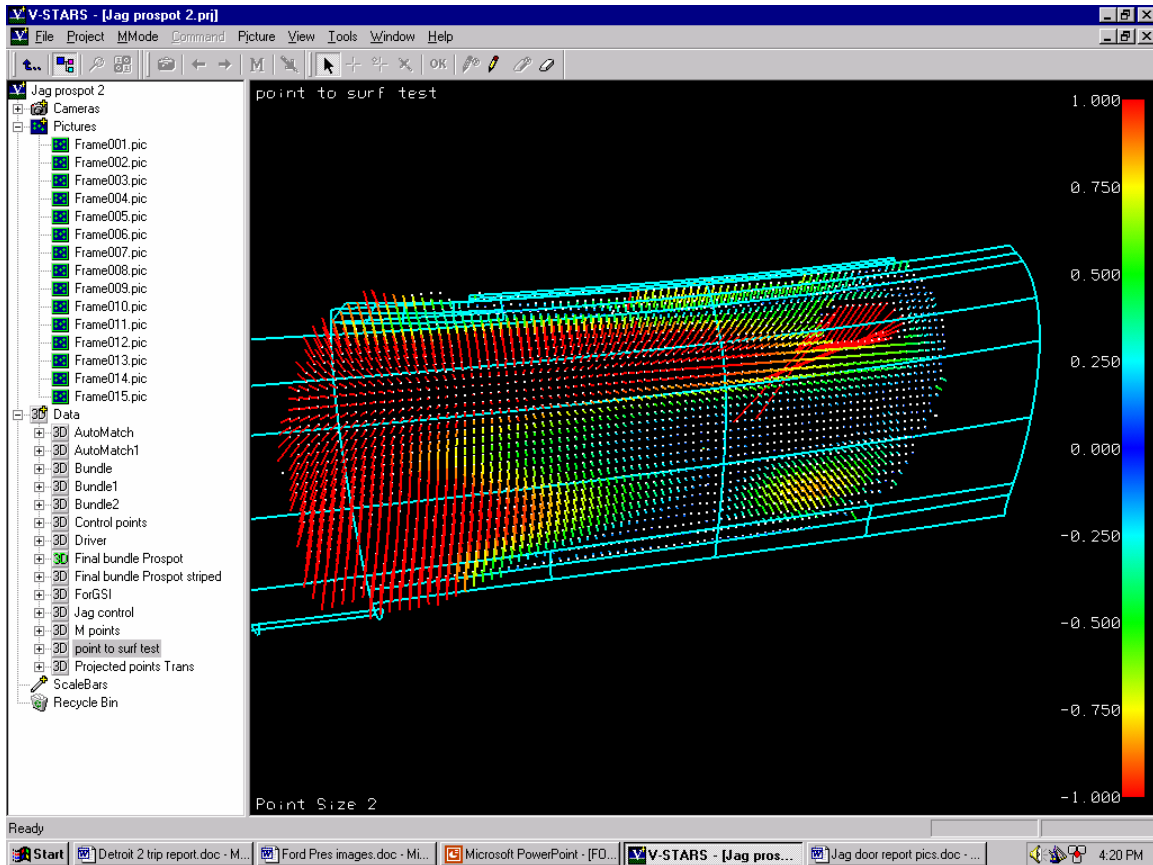 V-STARS - [Jag prospot 2.prj]
File Project MMode Command Picture View Tools Window Help
M OK
Jag prospot 2
Cameras
Pictures
Frame001.pic
Frame002.pic
Frame003.pic
Frame004.pic
Frame005.pic
Frame006.pic
Frame007.pic
Frame008.pic
Frame009.pic
Frame010.pic
Frame011.pic
Frame012.pic
Frame013.pic
Frame014.pic
Frame015.pic
3D Data
3D AutoMatch
3D AutoMatch1
3D Bundle
3D Bundle1
3D Bundle2
3D Control points
3D Driver
3D Final bundle Prospot
3D Final bundle Prospot striped
3D ForGSI
3D Jag control
3D M points
3D point to surf test
3D Projected points Trans
ScaleBars
Recycle Bin
point to surf test
1.000
0.750
0.500
0.250
0.000
-0.250
-0.500
-0.750
-1.000
Point Size 2
Ready
Start Detroit 2 trip report.doc - M... Ford Pres images.doc - Mi... Microsoft PowerPoint - [FO... V-STARS - [Jag pros... Jag door report pics.doc - ... 4:20 PM